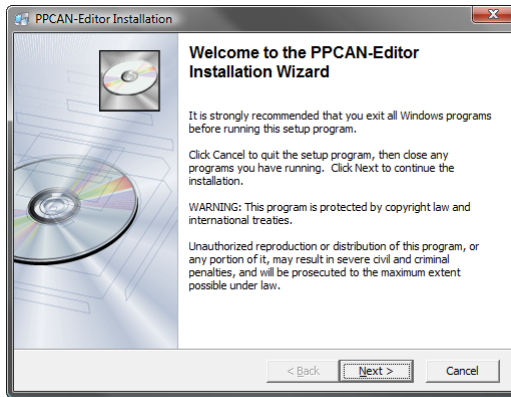 PPCAN-Editor Installation
Welcome to the PPCAN-Editor
Installation Wizard
It is strongly recommended that you exit all Windows programs
before running this setup program.
Click Cancel to quit the setup program, then close any
programs you have running. Click Next to continue the
installation.
WARNING: This program is protected by copyright law and
international treaties.
Unauthorized reproduction or distribution of this program, or
any portion of it, may result in severe civil and criminal
penalties, and will be prosecuted to the maximum extent
possible under law.
< Back Next > Cancel